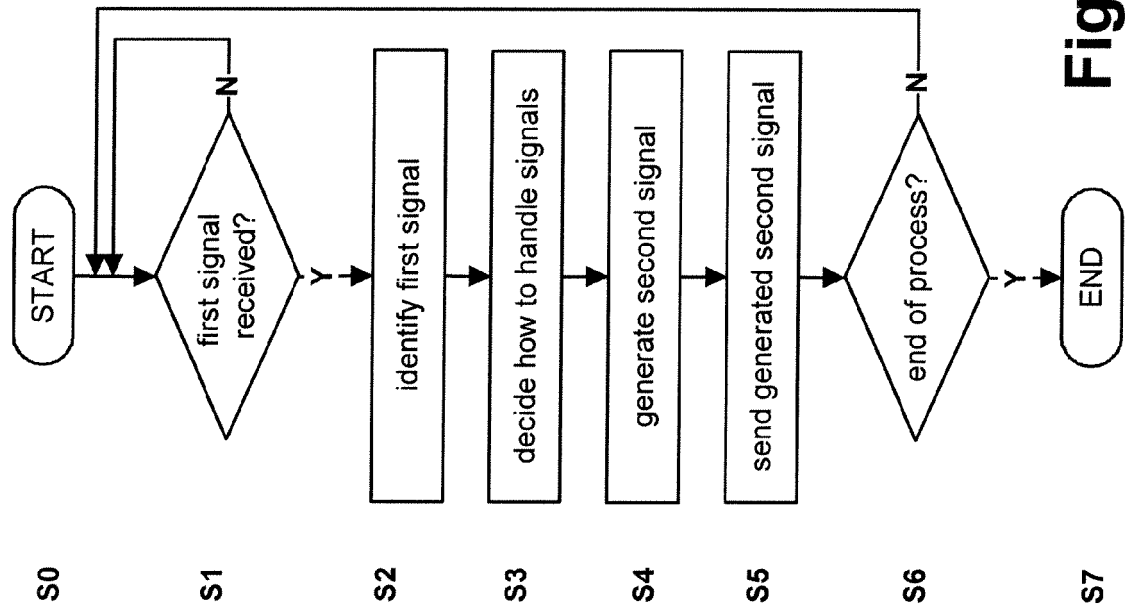 S0
START
S1
first signal
received?
N
Y
S2
identify first signal
S3
decide how to handle signals
S4
generate second signal
S5
send generated second signal
S6
end of process?
N
Y
S7
END
Fig